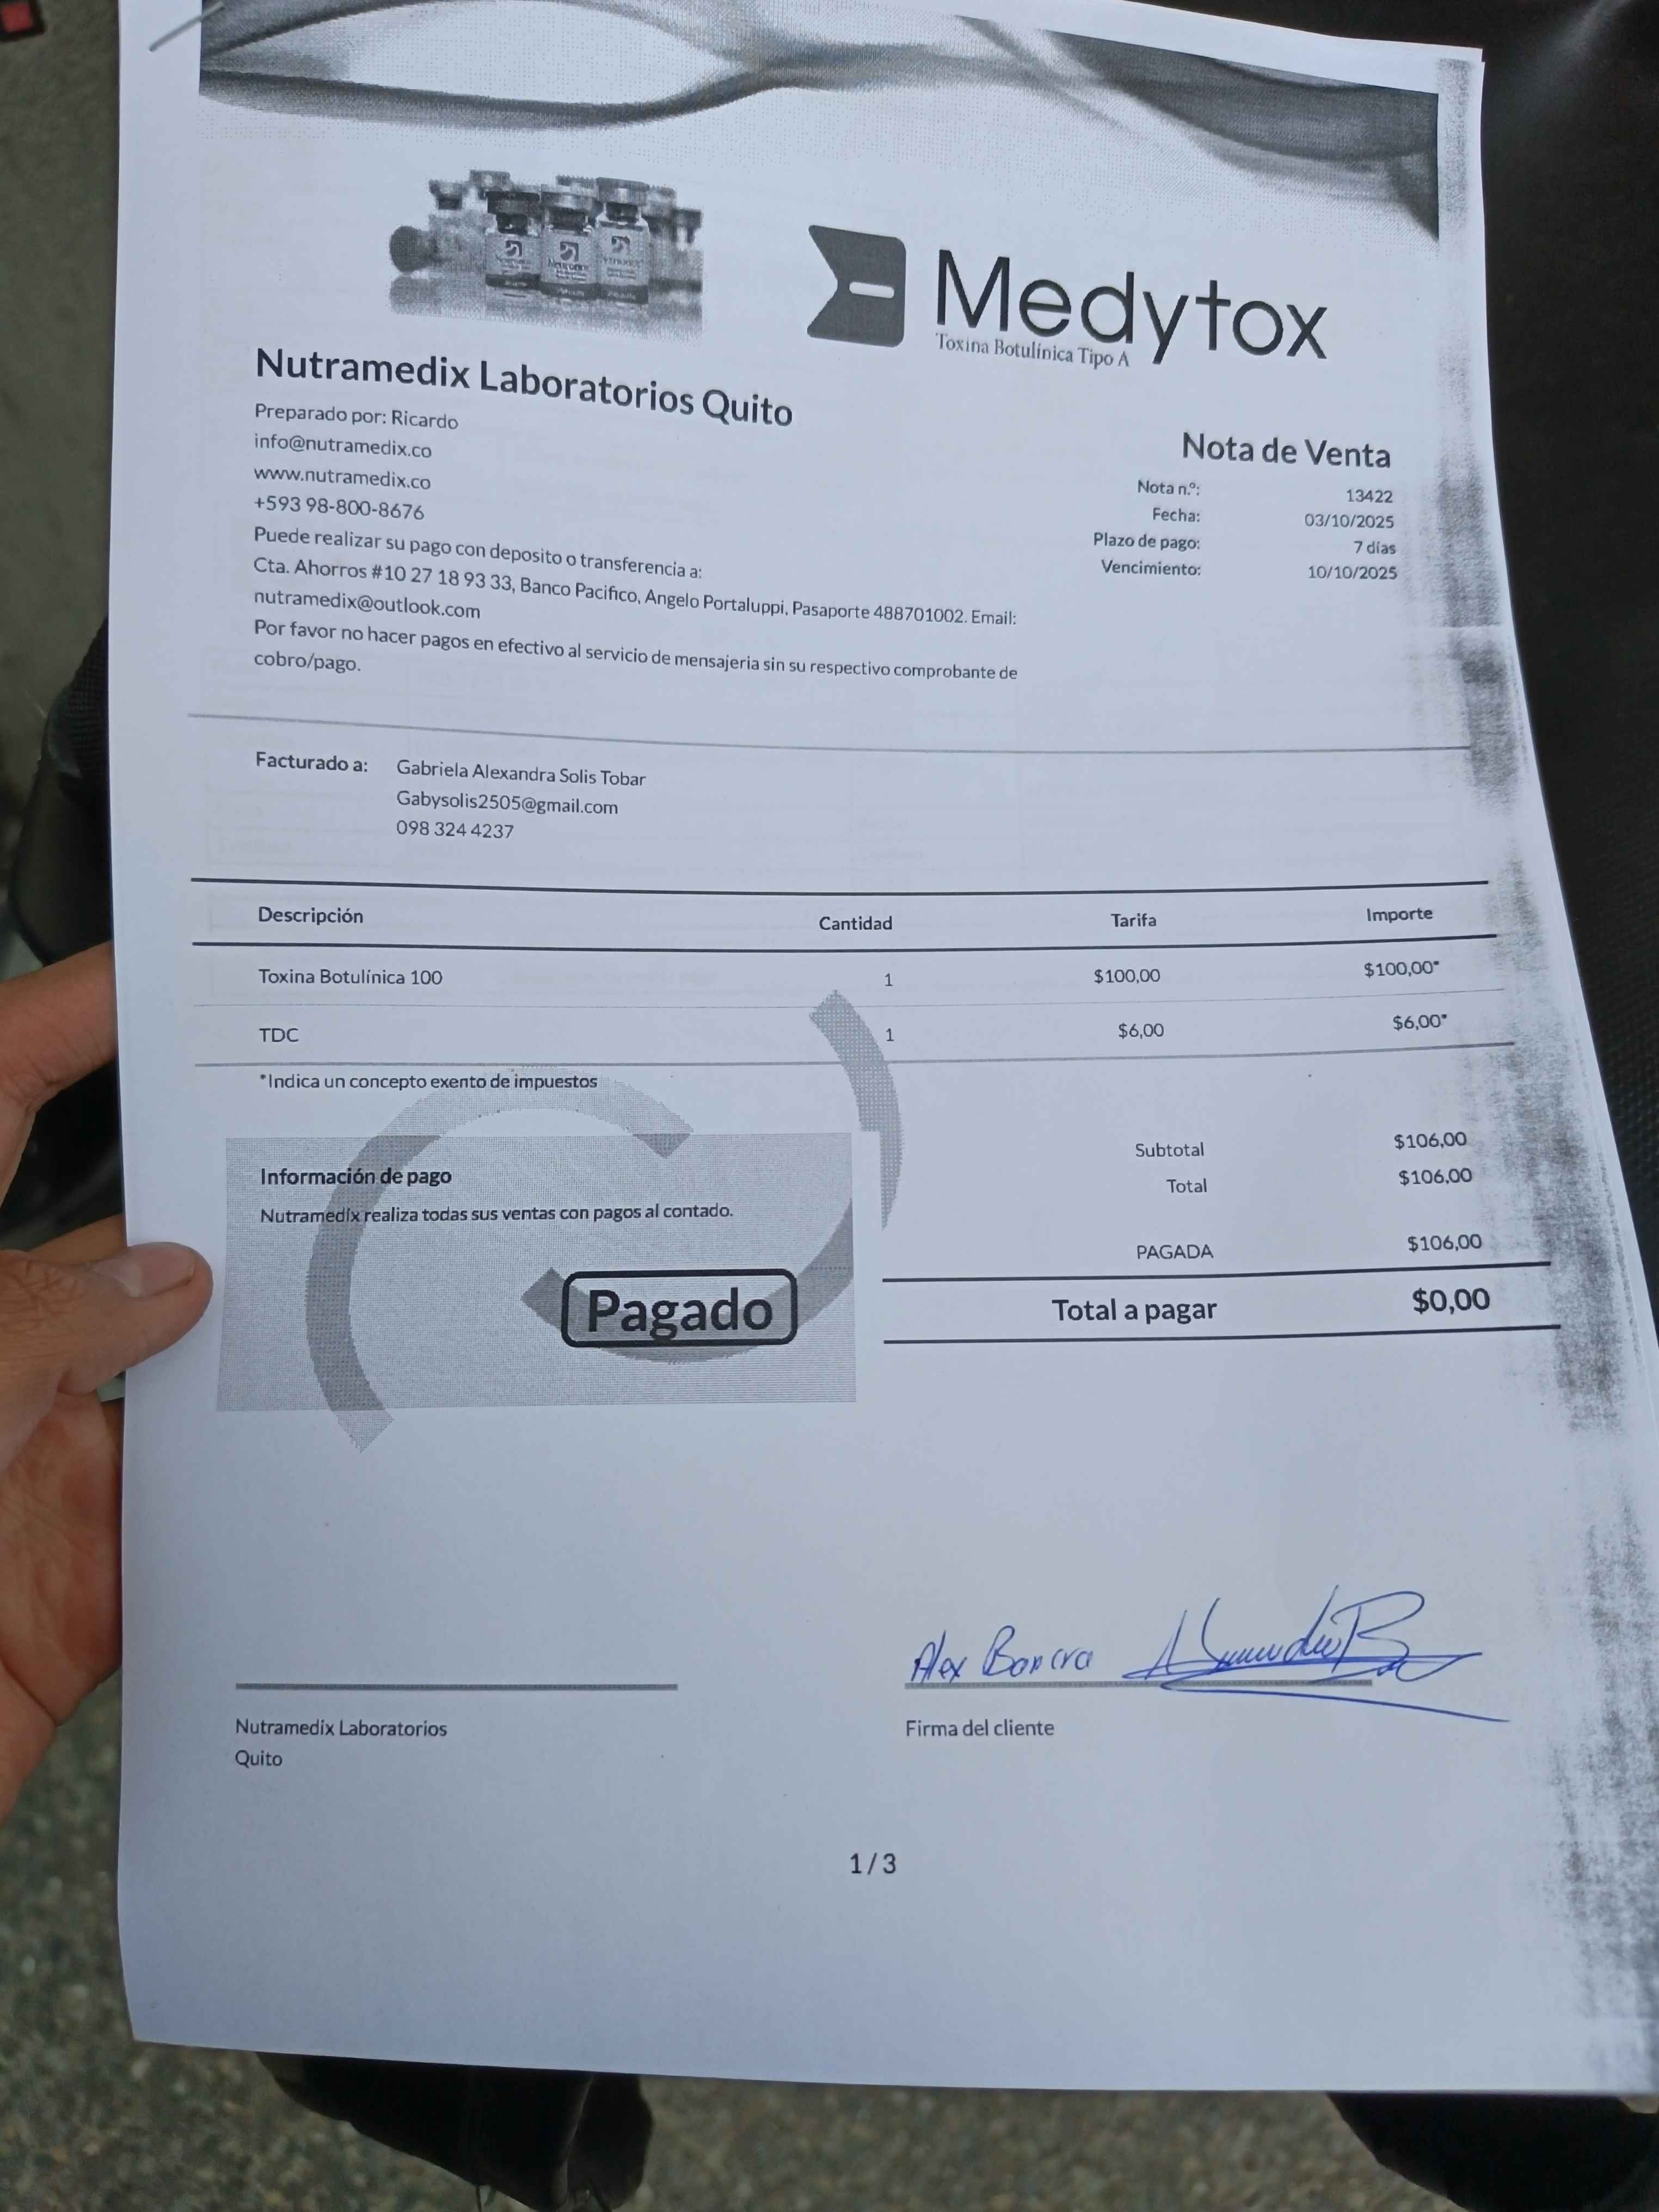 Medytox
Toxina Botulínica Tipo A
Nutramedix Laboratorios Quito
Preparado por: Ricardo
info@nutramedix.co
www.nutramedix.co
+593 98-800-8676
Puede realizar su pago con deposito o transferencia a:
Cta. Ahorros #10 27 18 93 33, Banco Pacifico, Angelo Portaluppi, Pasaporte 488701002. Email:
nutramedix@outlook.com
Por favor no hacer pagos en efectivo al servicio de mensajeria sin su respectivo comprobante de
cobro/pago.
Nota de Venta
Nota n.º: 13422
Fecha: 03/10/2025
Plazo de pago: 7 días
Vencimiento: 10/10/2025
Facturado a: Gabriela Alexandra Solis Tobar
Gabysolis2505@gmail.com
098 324 4237
Descripción Cantidad Tarifa Importe
Toxina Botulínica 100 1 $100,00 $100,00*
TDC 1 $6,00 $6,00*
*Indica un concepto exento de impuestos
Información de pago
Nutramedix realiza todas sus ventas con pagos al contado.
Pagado
Subtotal $106,00
Total $106,00
PAGADA $106,00
Total a pagar $0,00
Alex
Nutramedix Laboratorios
Quito
Firma del cliente
1 / 3